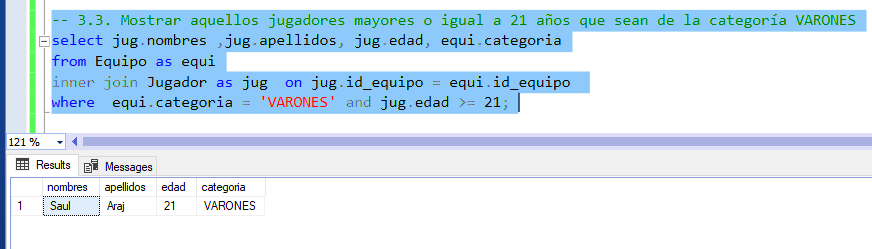 -- 3.3. Mostrar aquellos jugadores mayores o igual a 21 años que sean de la categoría VARONES
select jug.nombres ,jug.apellidos, jug.edad, equi.categoria
from Equipo as equi
inner join Jugador as jug  on jug.id_equipo = equi.id_equipo
where  equi.categoria = 'VARONES' and jug.edad >= 21;
121 %
Results Messages
nombres apellidos edad categoria
1 Saul Araj 21 VARONES